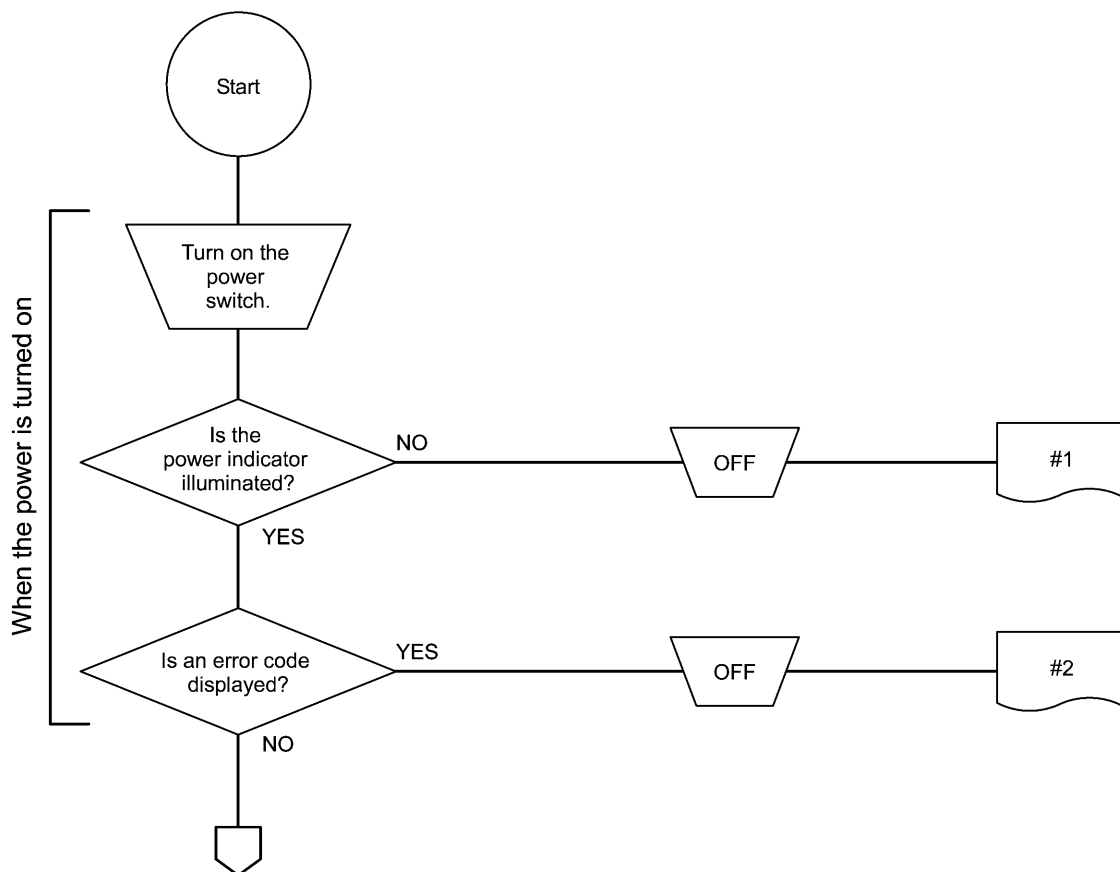 Start
When the power is turned on
Turn on the
power
switch.
Is the
power indicator
illuminated?
NO
OFF
#1
YES
Is an error code
displayed?
YES
OFF
#2
NO